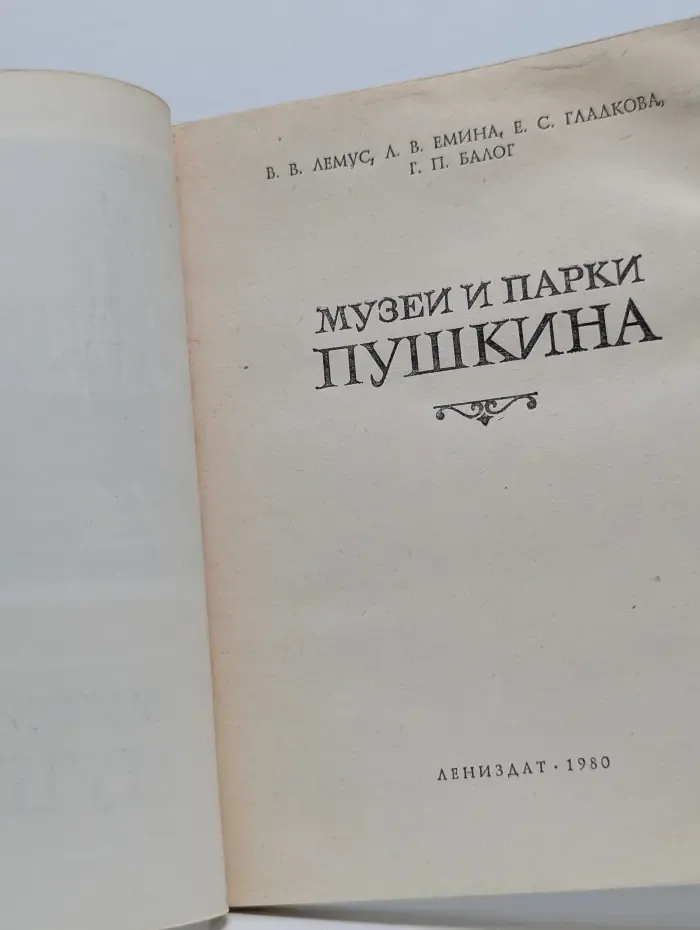 В. В. ЛЕМУС, Л. В. ЕМИНА, Е. С. ГЛАДКОВА,
Г. П. БАЛОГ
МУЗЕИ И ПАРКИ
ПУШКИНА
ЛЕНИЗДАТ · 1980